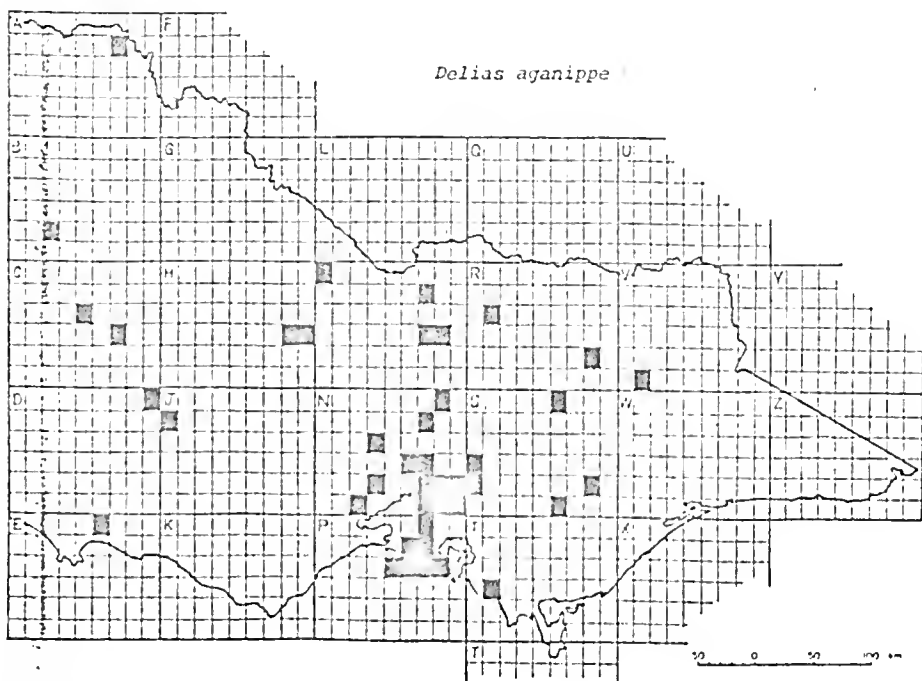 A F
Delias aganippe
B G L Q U
C H R V Y
D J N W Z
E K P T X
T
50 0 50 100 km